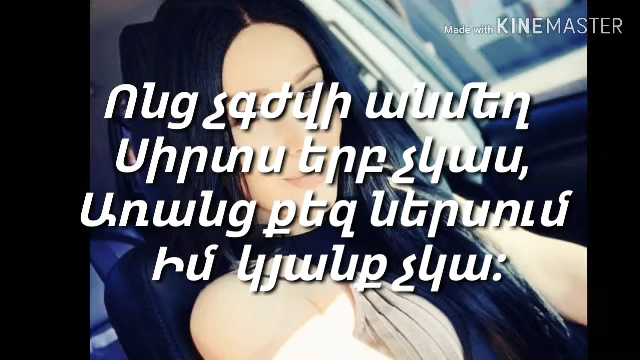 Made with KINEMASTER
Ոնց չգժվի անմեղ
Սիրտս երբ չկաս,
Առանց քեզ ներսում
Իմ կյանք չկա: